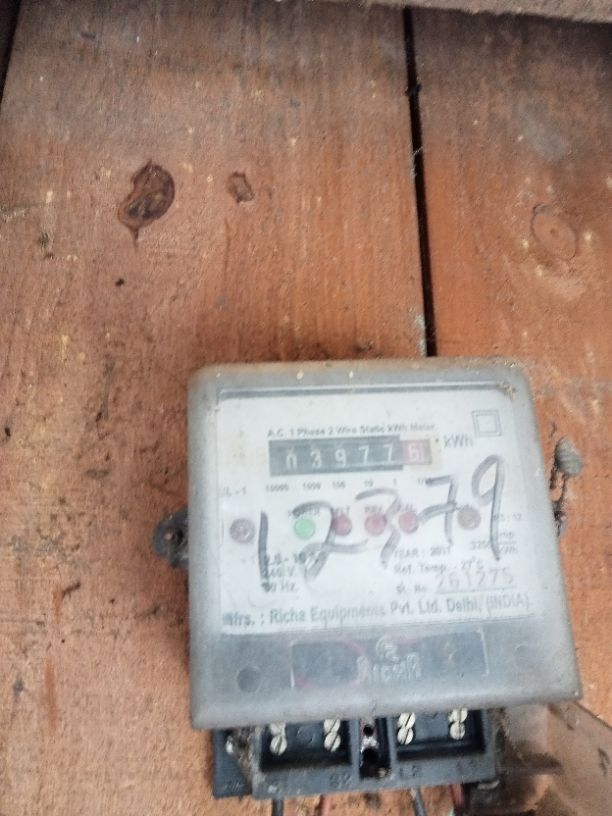 A.C. 1 Phase 2 Wire Static kWh Meter.
03977 6 kWh
10000 1000 100 10 1
12379
POWER
240 V.
YEAR : 2017
50 Hz.
Ref. Temp. - 27°C
Sl. No. 261275
Mfrs. : Richa Equipments Pvt. Ltd. Delhi, (INDIA)